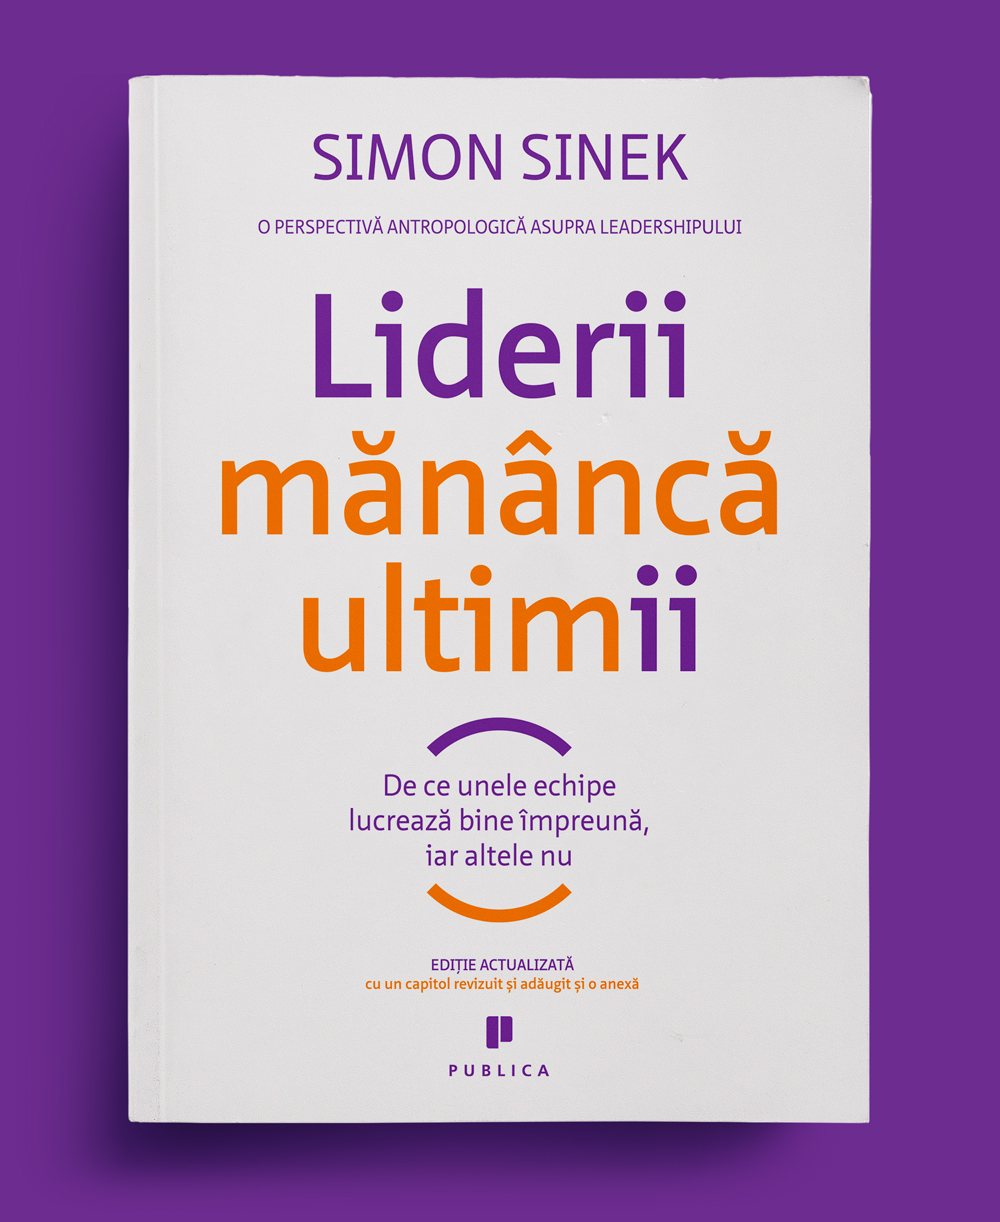 SIMON SINEK
O PERSPECTIVĂ ANTROPOLOGICĂ ASUPRA LEADERSHIPULUI
Liderii
mănâncă
ultimii
De ce unele echipe
lucrează bine împreună,
iar altele nu
EDIȚIE ACTUALIZATĂ
cu un capitol revizuit și adăugit și o anexă
PUBLICA